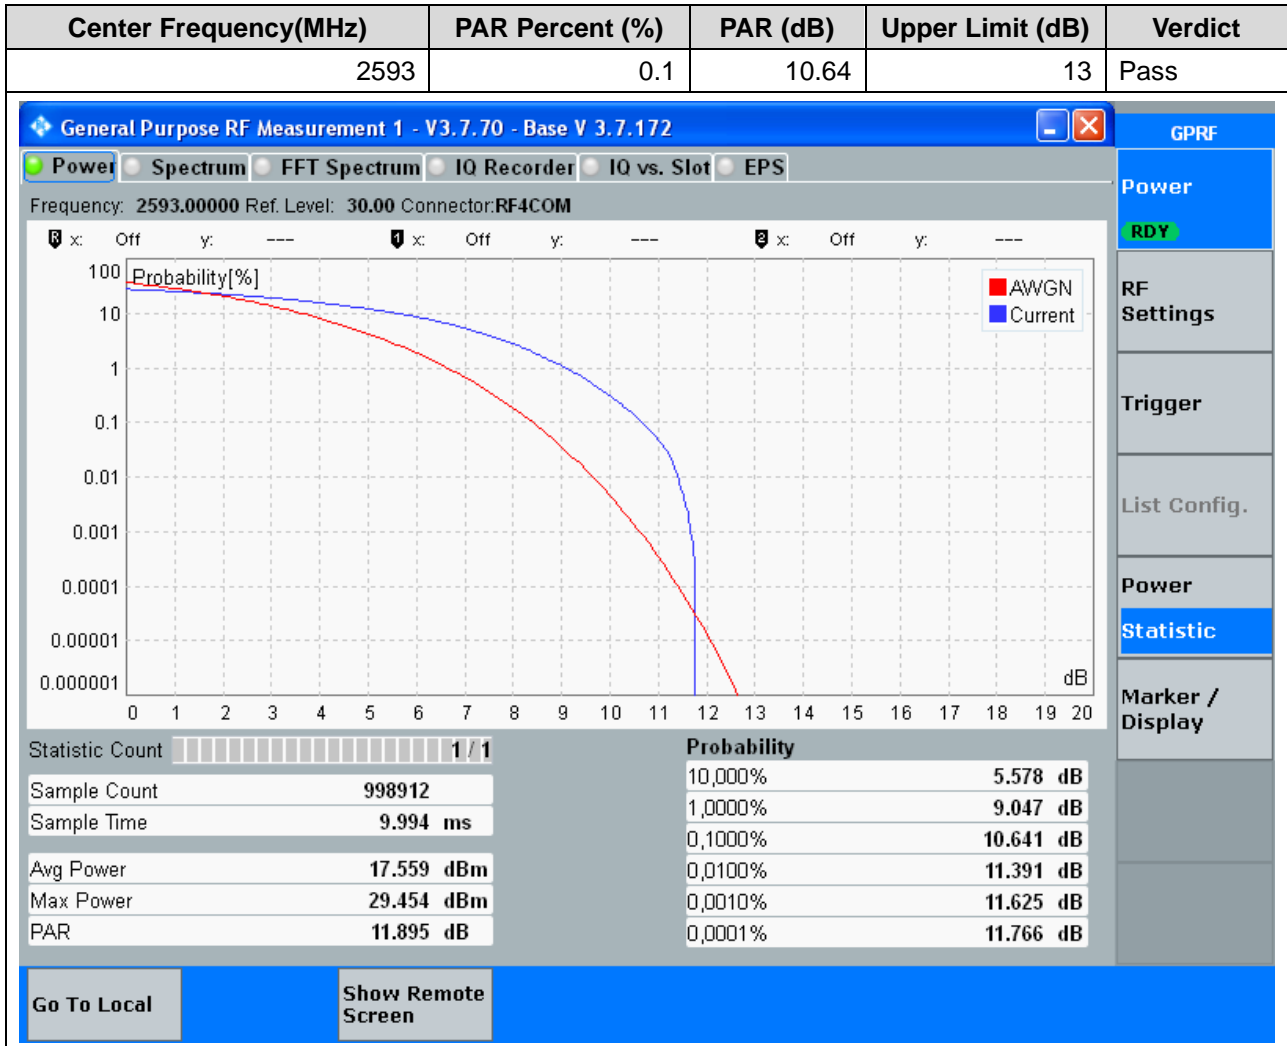 Center Frequency(MHz) PAR Percent (%) PAR (dB) Upper Limit (dB) Verdict
2593 0.1 10.64 13 Pass
General Purpose RF Measurement 1 - V3.7.70 - Base V 3.7.172
GPRF
Power Spectrum FFT Spectrum IQ Recorder IQ vs. Slot EPS
Frequency: 2593.00000 Ref. Level: 30.00 Connector:RF4COM
R x: Off y: --- 1 x: Off y: --- 2 x: Off y: ---
Probability[%]
AWGN
Current
100
10
1
0.1
0.01
0.001
0.0001
0.00001
0.000001
dB
0 1 2 3 4 5 6 7 8 9 10 11 12 13 14 15 16 17 18 19 20
Statistic Count 1 / 1
Sample Count 998912
Sample Time 9.994 ms
Avg Power 17.559 dBm
Max Power 29.454 dBm
PAR 11.895 dB
Probability
10,000% 5.578 dB
1,0000% 9.047 dB
0,1000% 10.641 dB
0,0100% 11.391 dB
0,0010% 11.625 dB
0,0001% 11.766 dB
Power
RDY
RF
Settings
Trigger
List Config.
Power
Statistic
Marker /
Display
Go To Local
Show Remote
Screen